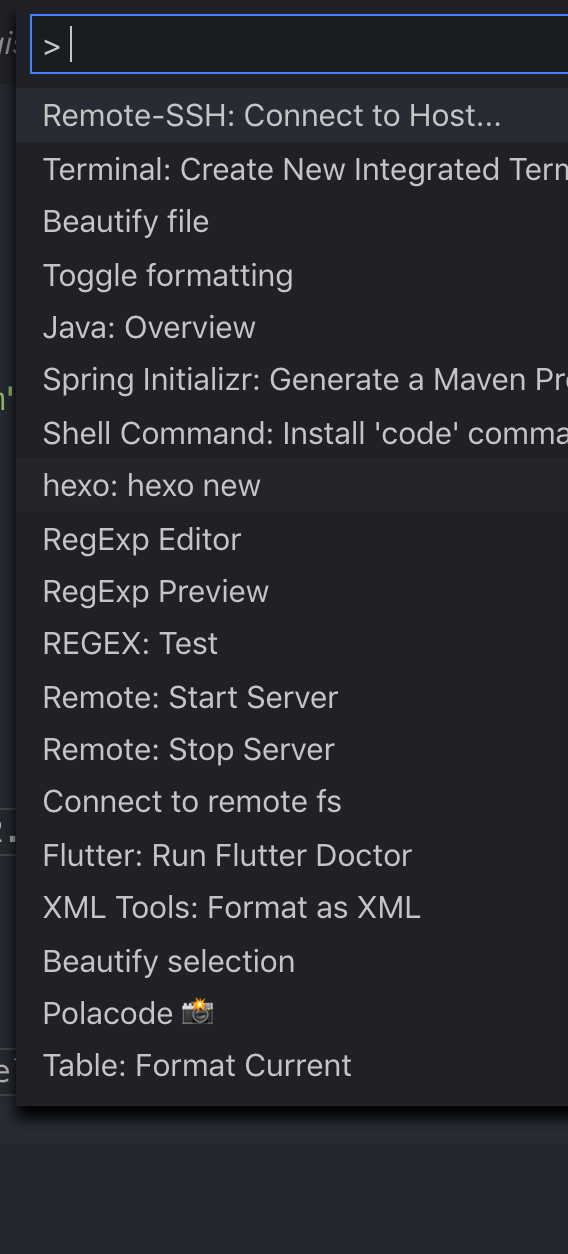 >
Remote-SSH: Connect to Host...
Terminal: Create New Integrated Tern
Beautify file
Toggle formatting
Java: Overview
Spring Initializr: Generate a Maven Pro
Shell Command: Install 'code' comma
hexo: hexo new
RegExp Editor
RegExp Preview
REGEX: Test
Remote: Start Server
Remote: Stop Server
Connect to remote fs
Flutter: Run Flutter Doctor
XML Tools: Format as XML
Beautify selection
Polacode 📸
Table: Format Current